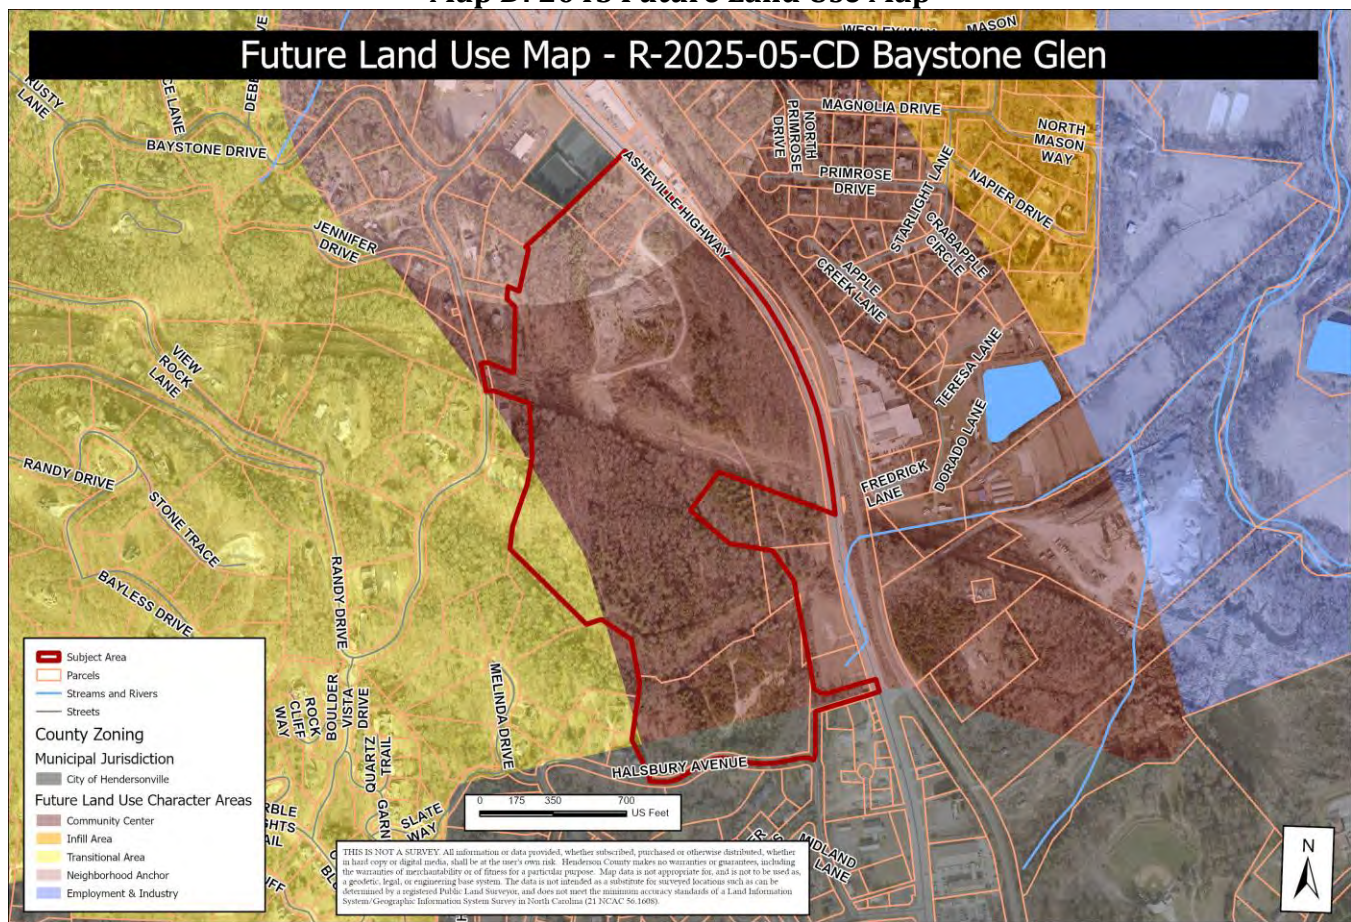 Future Land Use Map - R-2025-05-CD Baystone Glen
MASON
RUSTY
LANE
CE LANE
BAYSTONE DRIVE
JENNIFER
DRIVE
ASHEVILLE HIGHWAY
NORTH
PRIMROSE
DRIVE
MAGNOLIA DRIVE
NORTH
MASON
WAY
PRIMROSE
DRIVE
STARLIGHT LANE
NAPIER DRIVE
CRABAPPLE
CIRCLE
APPLE
CREEK LANE
TERESA LANE
DORADO LANE
FREDRICK
LANE
VIEW
ROCK
LANE
RANDY DRIVE
STONE TRACE
BAYLESS DRIVE
RANDY DRIVE
ROCK
CLIFF
WAY
BOULDER
VISTA
DRIVE
QUARTZ
TRAIL
MELINDA DRIVE
HALSBURY AVENUE
SLATE
WAY
GARN
MIDLAND
LANE
Subject Area
Parcels
Streams and Rivers
Streets
County Zoning
Municipal Jurisdiction
City of Hendersonville
Future Land Use Character Areas
Community Center
Infill Area
Transitional Area
Neighborhood Anchor
Employment & Industry
0 175 350 700
US Feet
THIS IS NOT A SURVEY. All information or data provided, whether subscribed, purchased or otherwise distributed, whether
in hard copy or digital media, shall be at the user's own risk. Henderson County makes no warranties or guarantees, including
the warranties of merchantability or of fitness for a particular purpose. Map data is not appropriate for, and is not to be used as,
a geodetic, legal, or engineering base system. The data is not intended as a substitute for surveyed locations such as can be
determined by a registered Public Land Surveyor, and does not meet the minimum accuracy standards of a Land Information
System/Geographic Information System Survey in North Carolina (21 NCAC 56.1608).
N